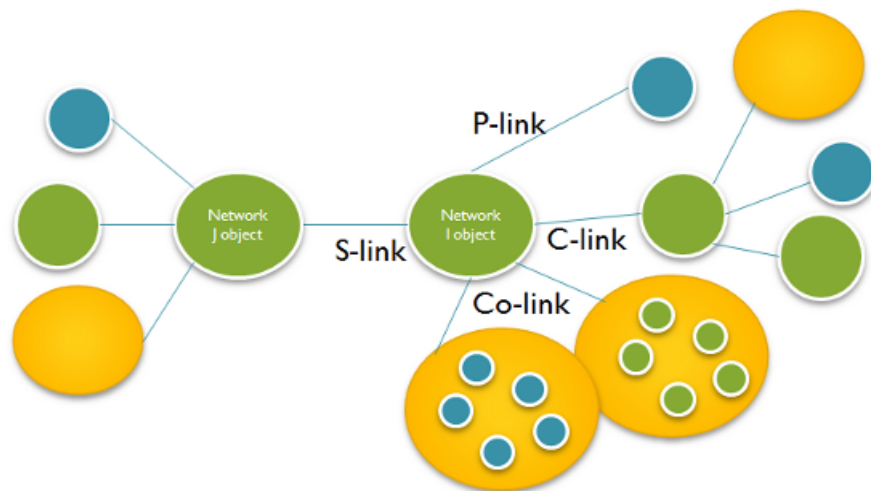 P-link
Network
J object
Network
I object
S-link
C-link
Co-link